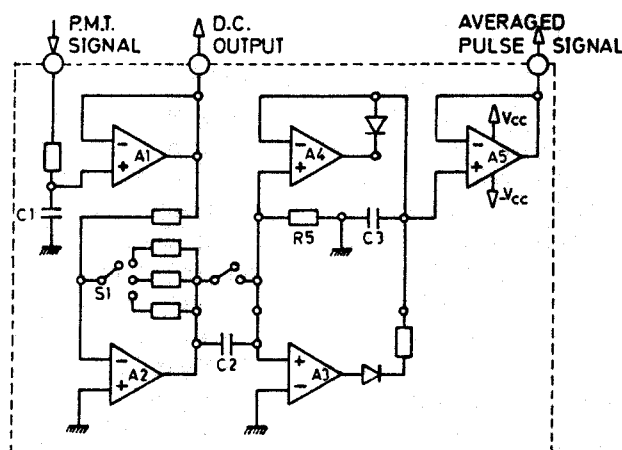 P.M.T. SIGNAL
D.C. OUTPUT
AVERAGED PULSE SIGNAL
A1
C1
S1
A2
C2
A4
R5
C3
A3
Vcc
A5
-Vcc